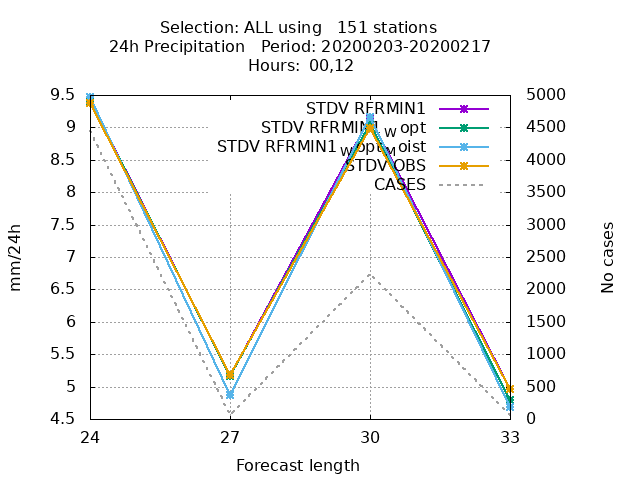 Selection: ALL using 151 stations
24h Precipitation Period: 20200203-20200217
Hours: 00,12
STDV RFRMIN1
STDV RFRMIN1_W opt
STDV RFRMIN1_W opt_Moist
STDV OBS
CASES
9.5
9
8.5
8
7.5
7
6.5
6
5.5
5
4.5
mm/24h
5000
4500
4000
3500
3000
2500
2000
1500
1000
500
0
No cases
24 27 30 33
Forecast length